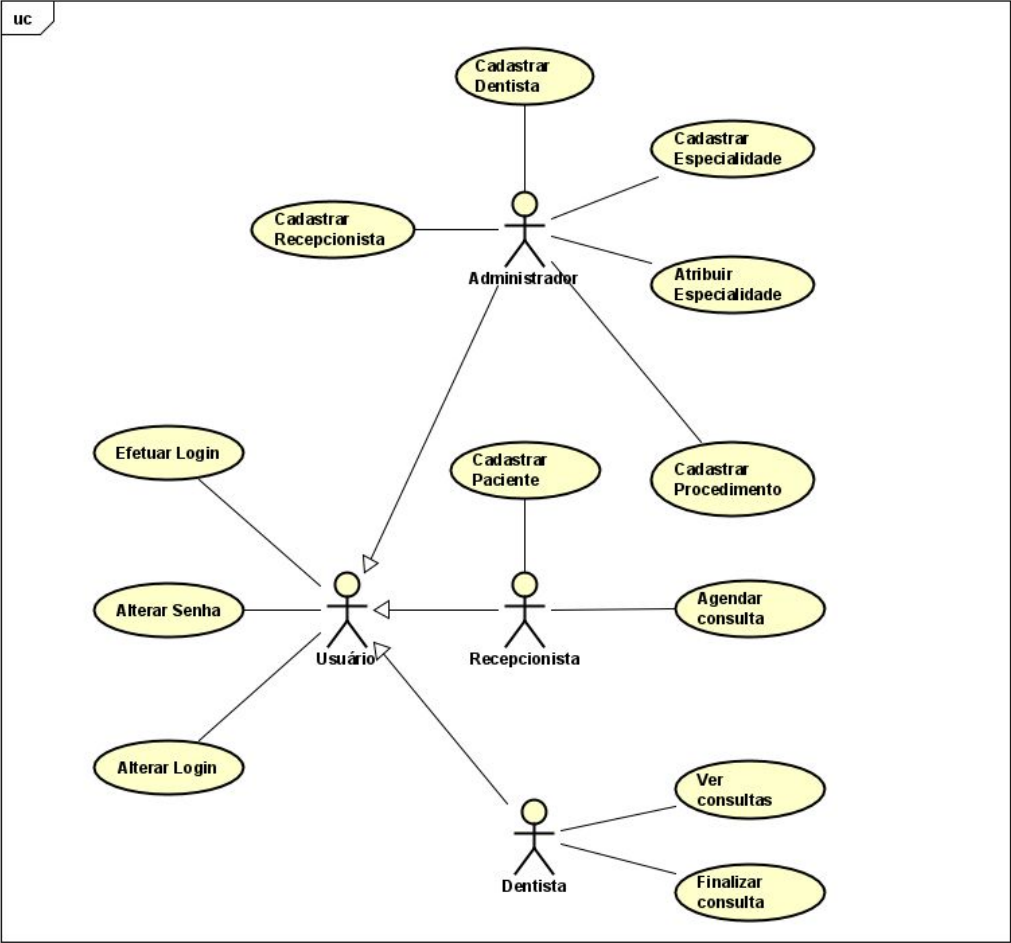 uc
Cadastrar
Dentista
Cadastrar
Especialidade
Cadastrar
Recepcionista
Administrador
Atribuir
Especialidade
Efetuar Login
Cadastrar
Paciente
Cadastrar
Procedimento
Alterar Senha
Usuário
Recepcionista
Agendar
consulta
Alterar Login
Ver
consultas
Dentista
Finalizar
consulta